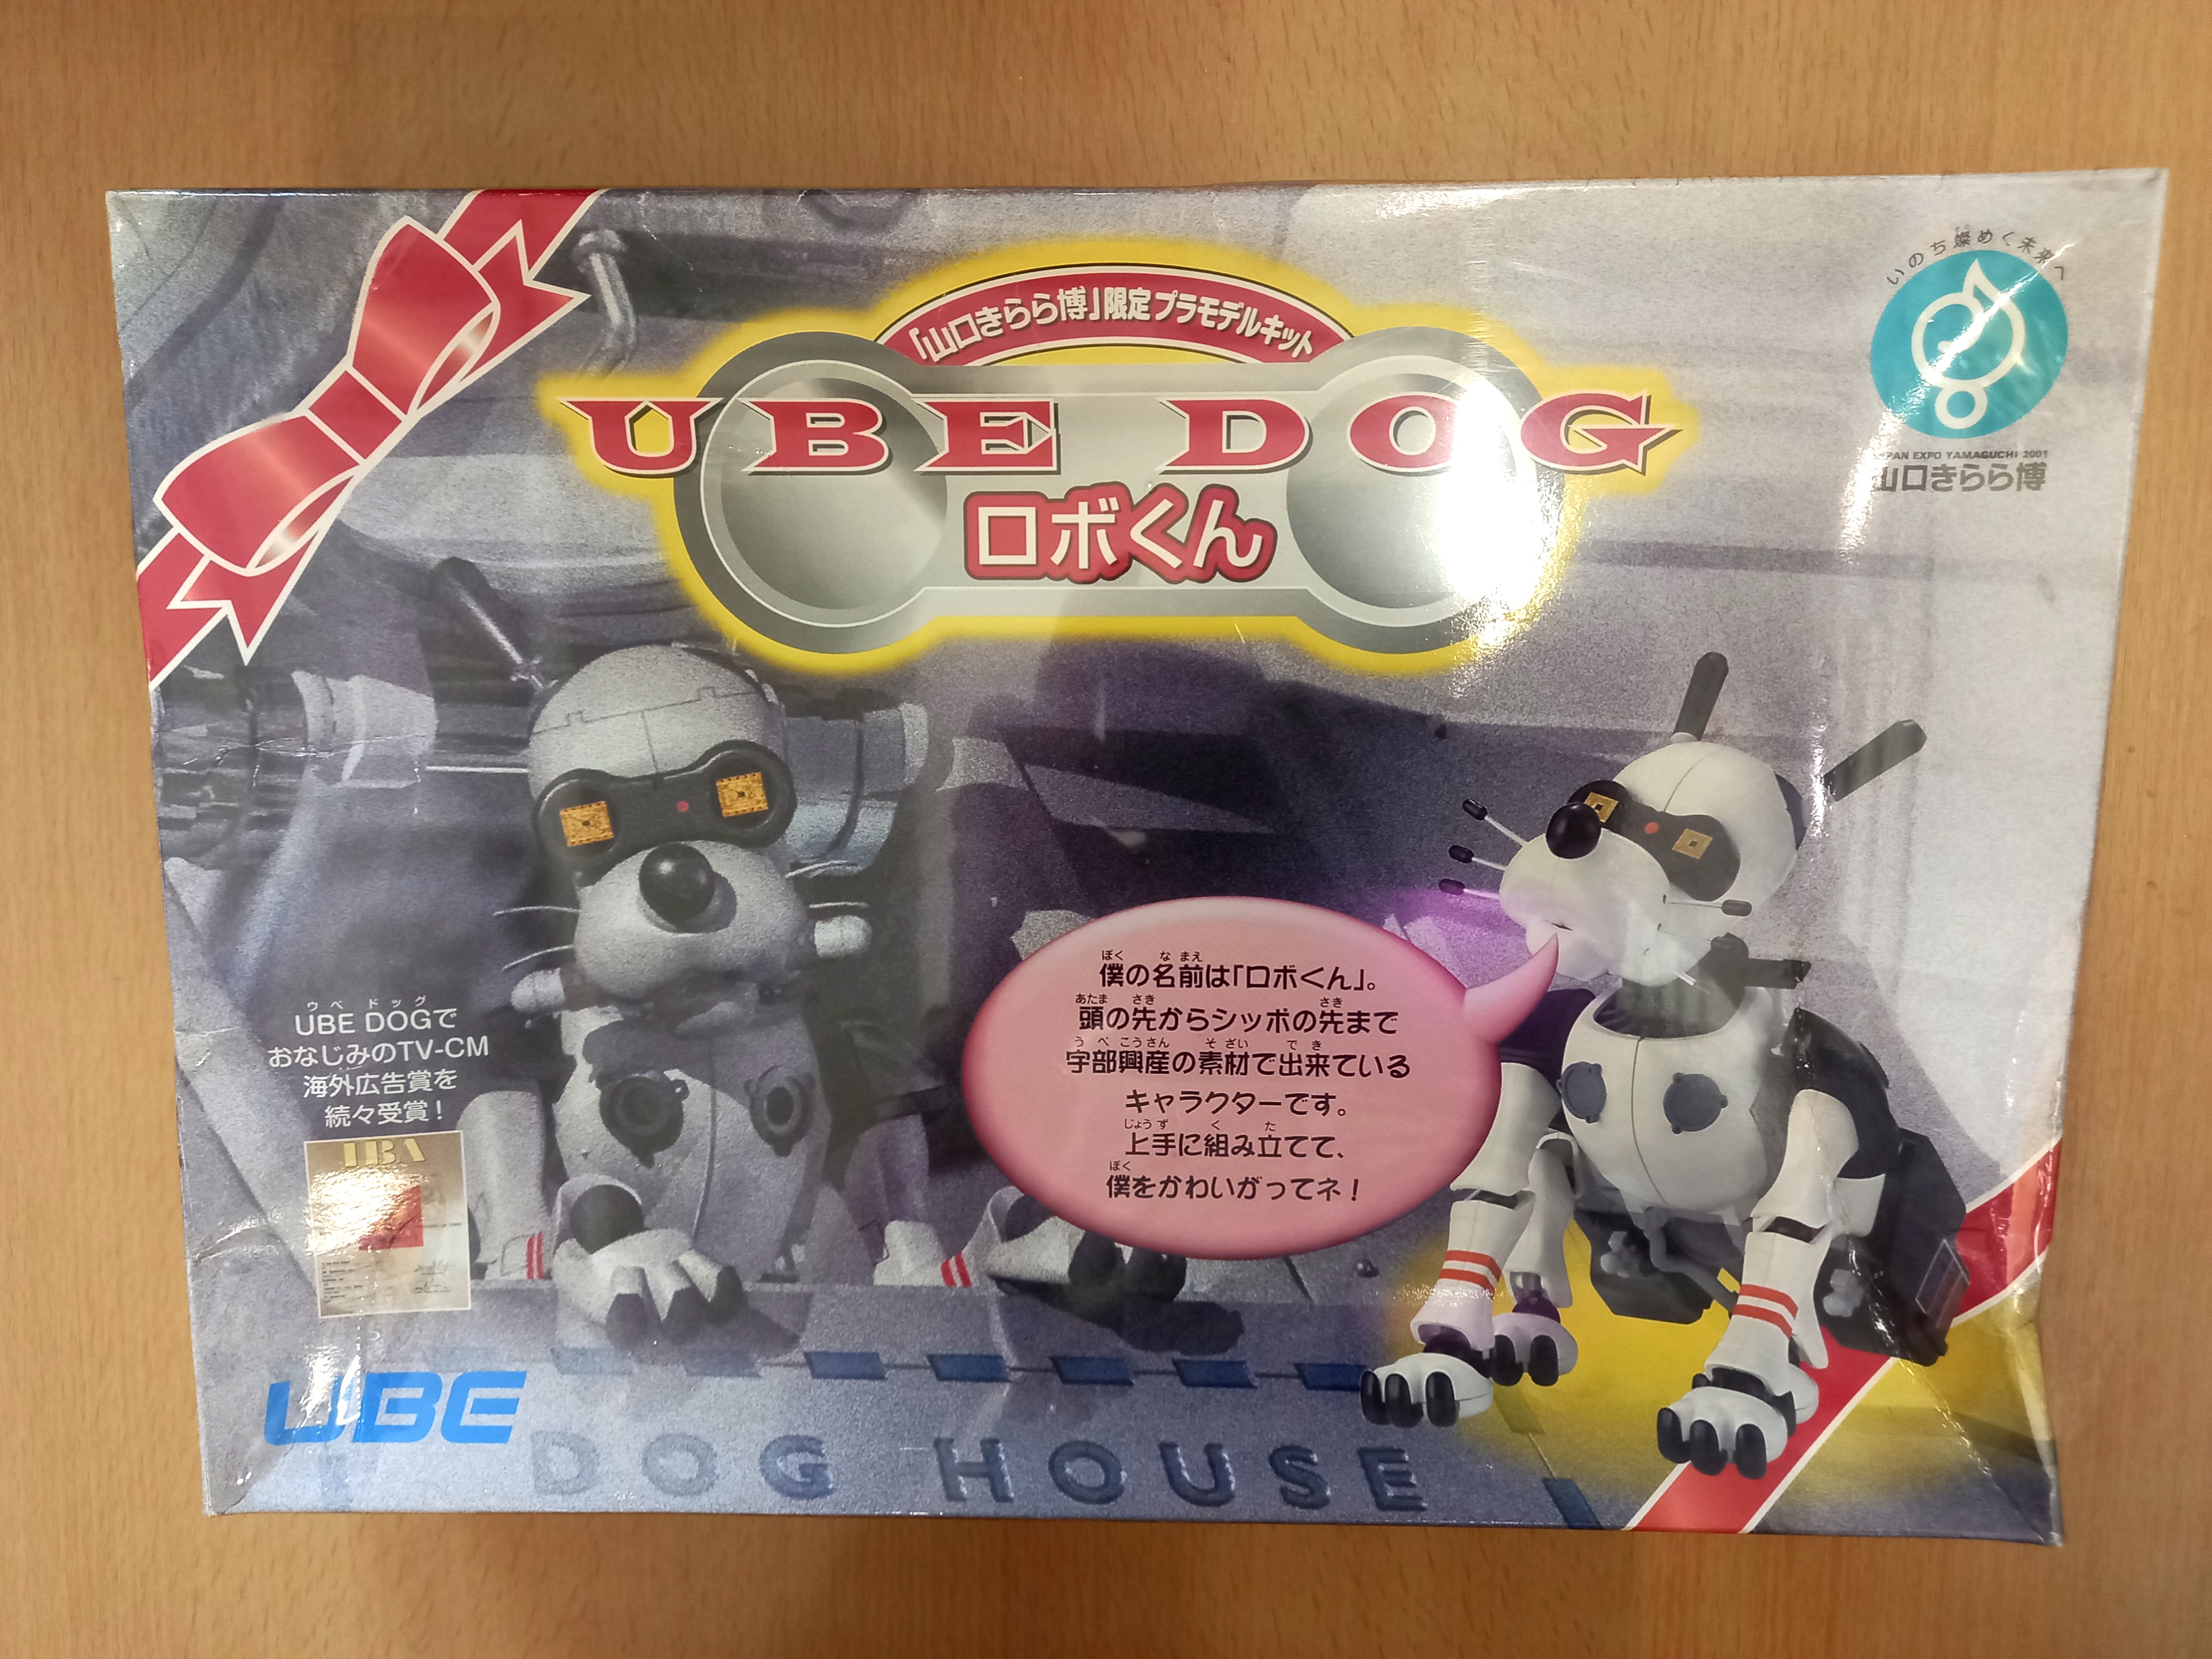 「山口きらら博」限定プラモデルキット
UBE DOG
ロボくん
いのち燦めく未来へ
JAPAN EXPO YAMAGUCHI 2001
山口きらら博
ぼく な まえ
僕の名前は「ロボくん」。
あたま さき さき
頭の先からシッポの先まで
う べ こうさん そ ざい で き
宇部興産の素材で出来ている
キャラクターです。
じょう ず く た
上手に組み立てて、
ぼく
僕をかわいがってネ!
ウ ベ ド ッ グ
UBE DOGで
おなじみのTV-CM
海外広告賞を
続々受賞!
IBA
UBE
DOG HOUSE